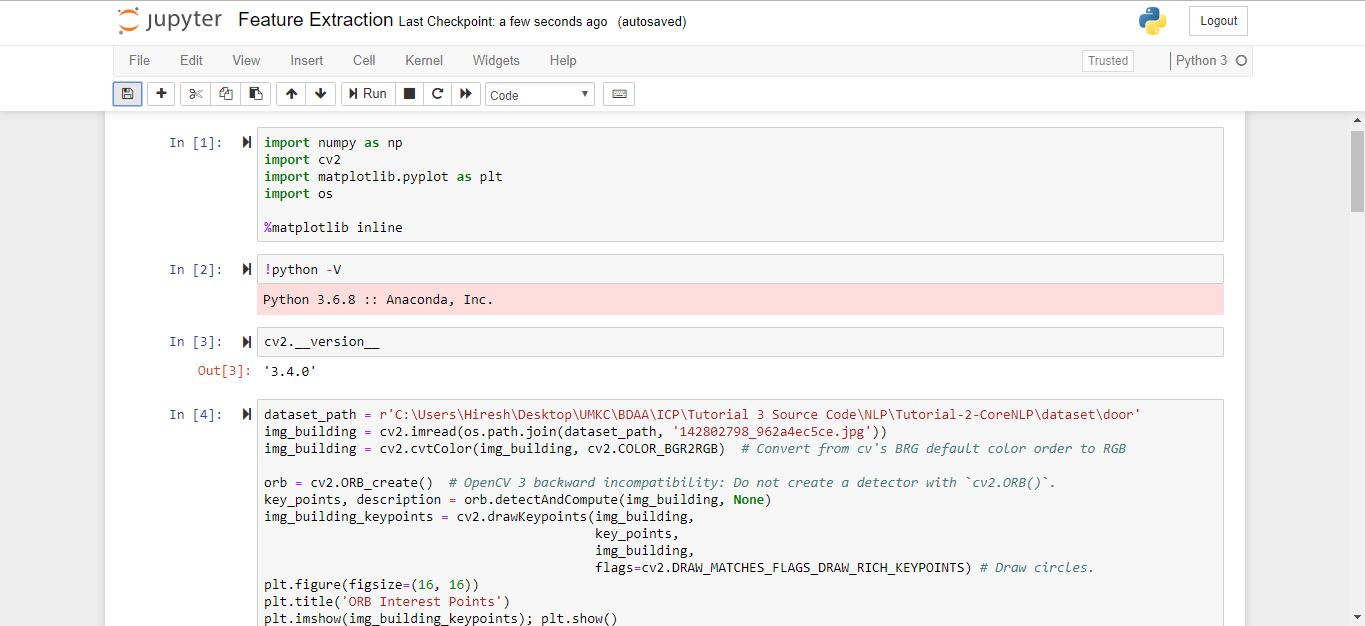 jupyter Feature Extraction Last Checkpoint: a few seconds ago (autosaved) Logout
File Edit View Insert Cell Kernel Widgets Help Trusted Python 3
Run Code
In [1]: import numpy as np
import cv2
import matplotlib.pyplot as plt
import os
%matplotlib inline
In [2]: !python -V
Python 3.6.8 :: Anaconda, Inc.
In [3]: cv2.__version__
Out[3]: '3.4.0'
In [4]: dataset_path = r'C:\Users\Hiresh\Desktop\UMKC\BDAA\ICP\Tutorial 3 Source Code\NLP\Tutorial-2-CoreNLP\dataset\door'
img_building = cv2.imread(os.path.join(dataset_path, '142802798_962a4ec5ce.jpg'))
img_building = cv2.cvtColor(img_building, cv2.COLOR_BGR2RGB)  # Convert from cv's BRG default color order to RGB
orb = cv2.ORB_create()  # OpenCV 3 backward incompatibility: Do not create a detector with `cv2.ORB()`.
key_points, description = orb.detectAndCompute(img_building, None)
img_building_keypoints = cv2.drawKeypoints(img_building,
key_points,
img_building,
flags=cv2.DRAW_MATCHES_FLAGS_DRAW_RICH_KEYPOINTS) # Draw circles.
plt.figure(figsize=(16, 16))
plt.title('ORB Interest Points')
plt.imshow(img_building_keypoints); plt.show()